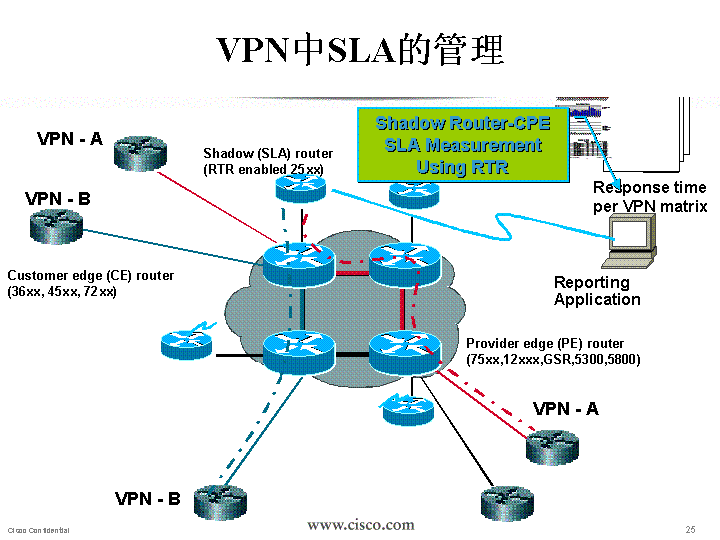 VPN中SLA的管理
VPN - A
Shadow (SLA) router
(RTR enabled 25xx)
Shadow Router-CPE
SLA Measurement
Using RTR
Response time
per VPN matrix
VPN - B
Customer edge (CE) router
(36xx, 45xx, 72xx)
Reporting
Application
Provider edge (PE) router
(75xx,12xxx,GSR,5300,5800)
VPN - A
VPN - B
Cisco Confidential
www.cisco.com
25